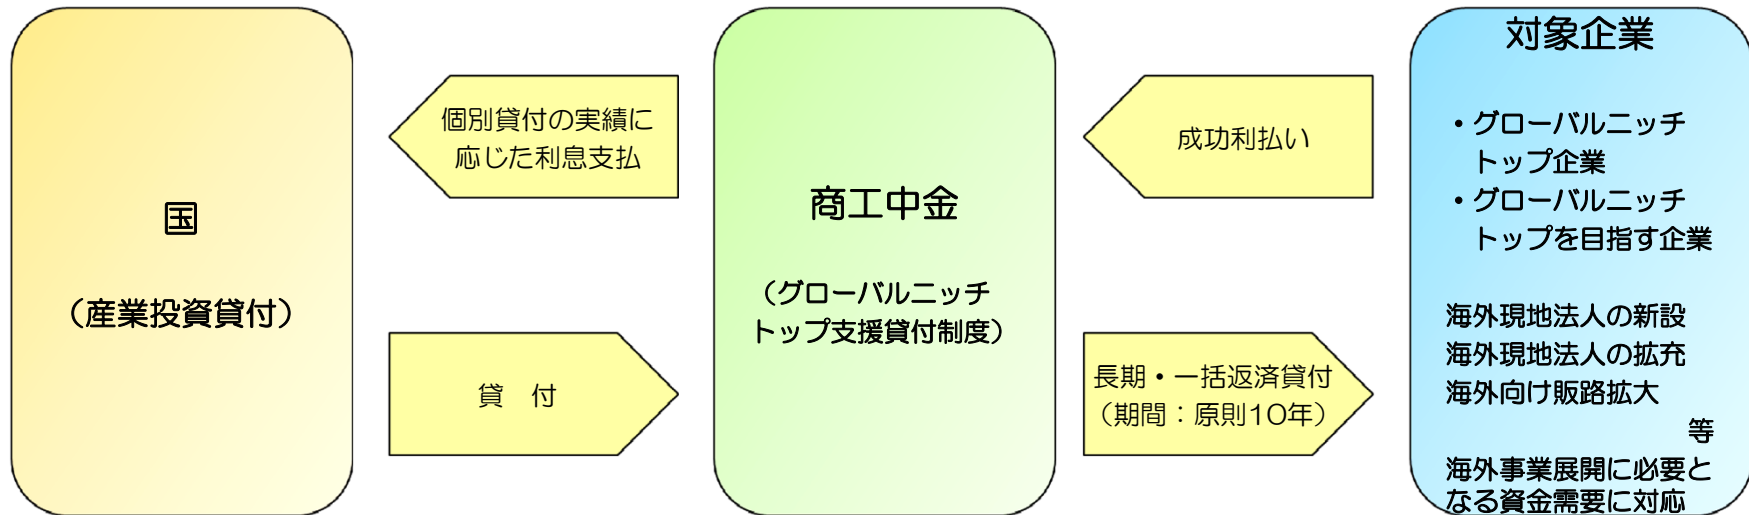 国
（産業投資貸付）
個別貸付の実績に
応じた利息支払
貸　付
商工中金
（グローバルニッチ
トップ支援貸付制度）
成功利払い
長期・一括返済貸付
（期間：原則10年）
対象企業
・グローバルニッチ
トップ企業
・グローバルニッチ
トップを目指す企業
海外現地法人の新設
海外現地法人の拡充
海外向け販路拡大
等
海外事業展開に必要と
なる資金需要に対応